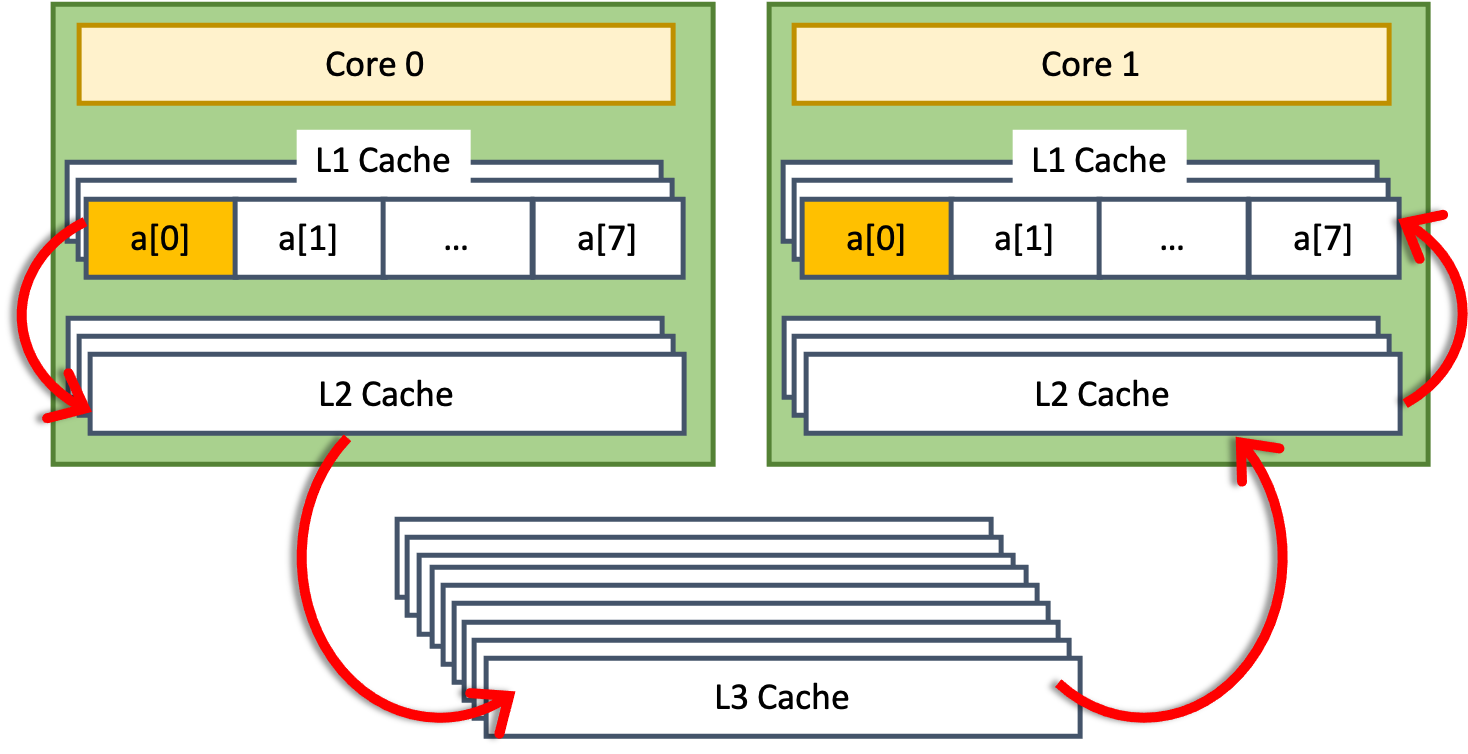 Core 0
L1 Cache
a[0] a[1] ... a[7]
L2 Cache
Core 1
L1 Cache
a[0] a[1] ... a[7]
L2 Cache
L3 Cache